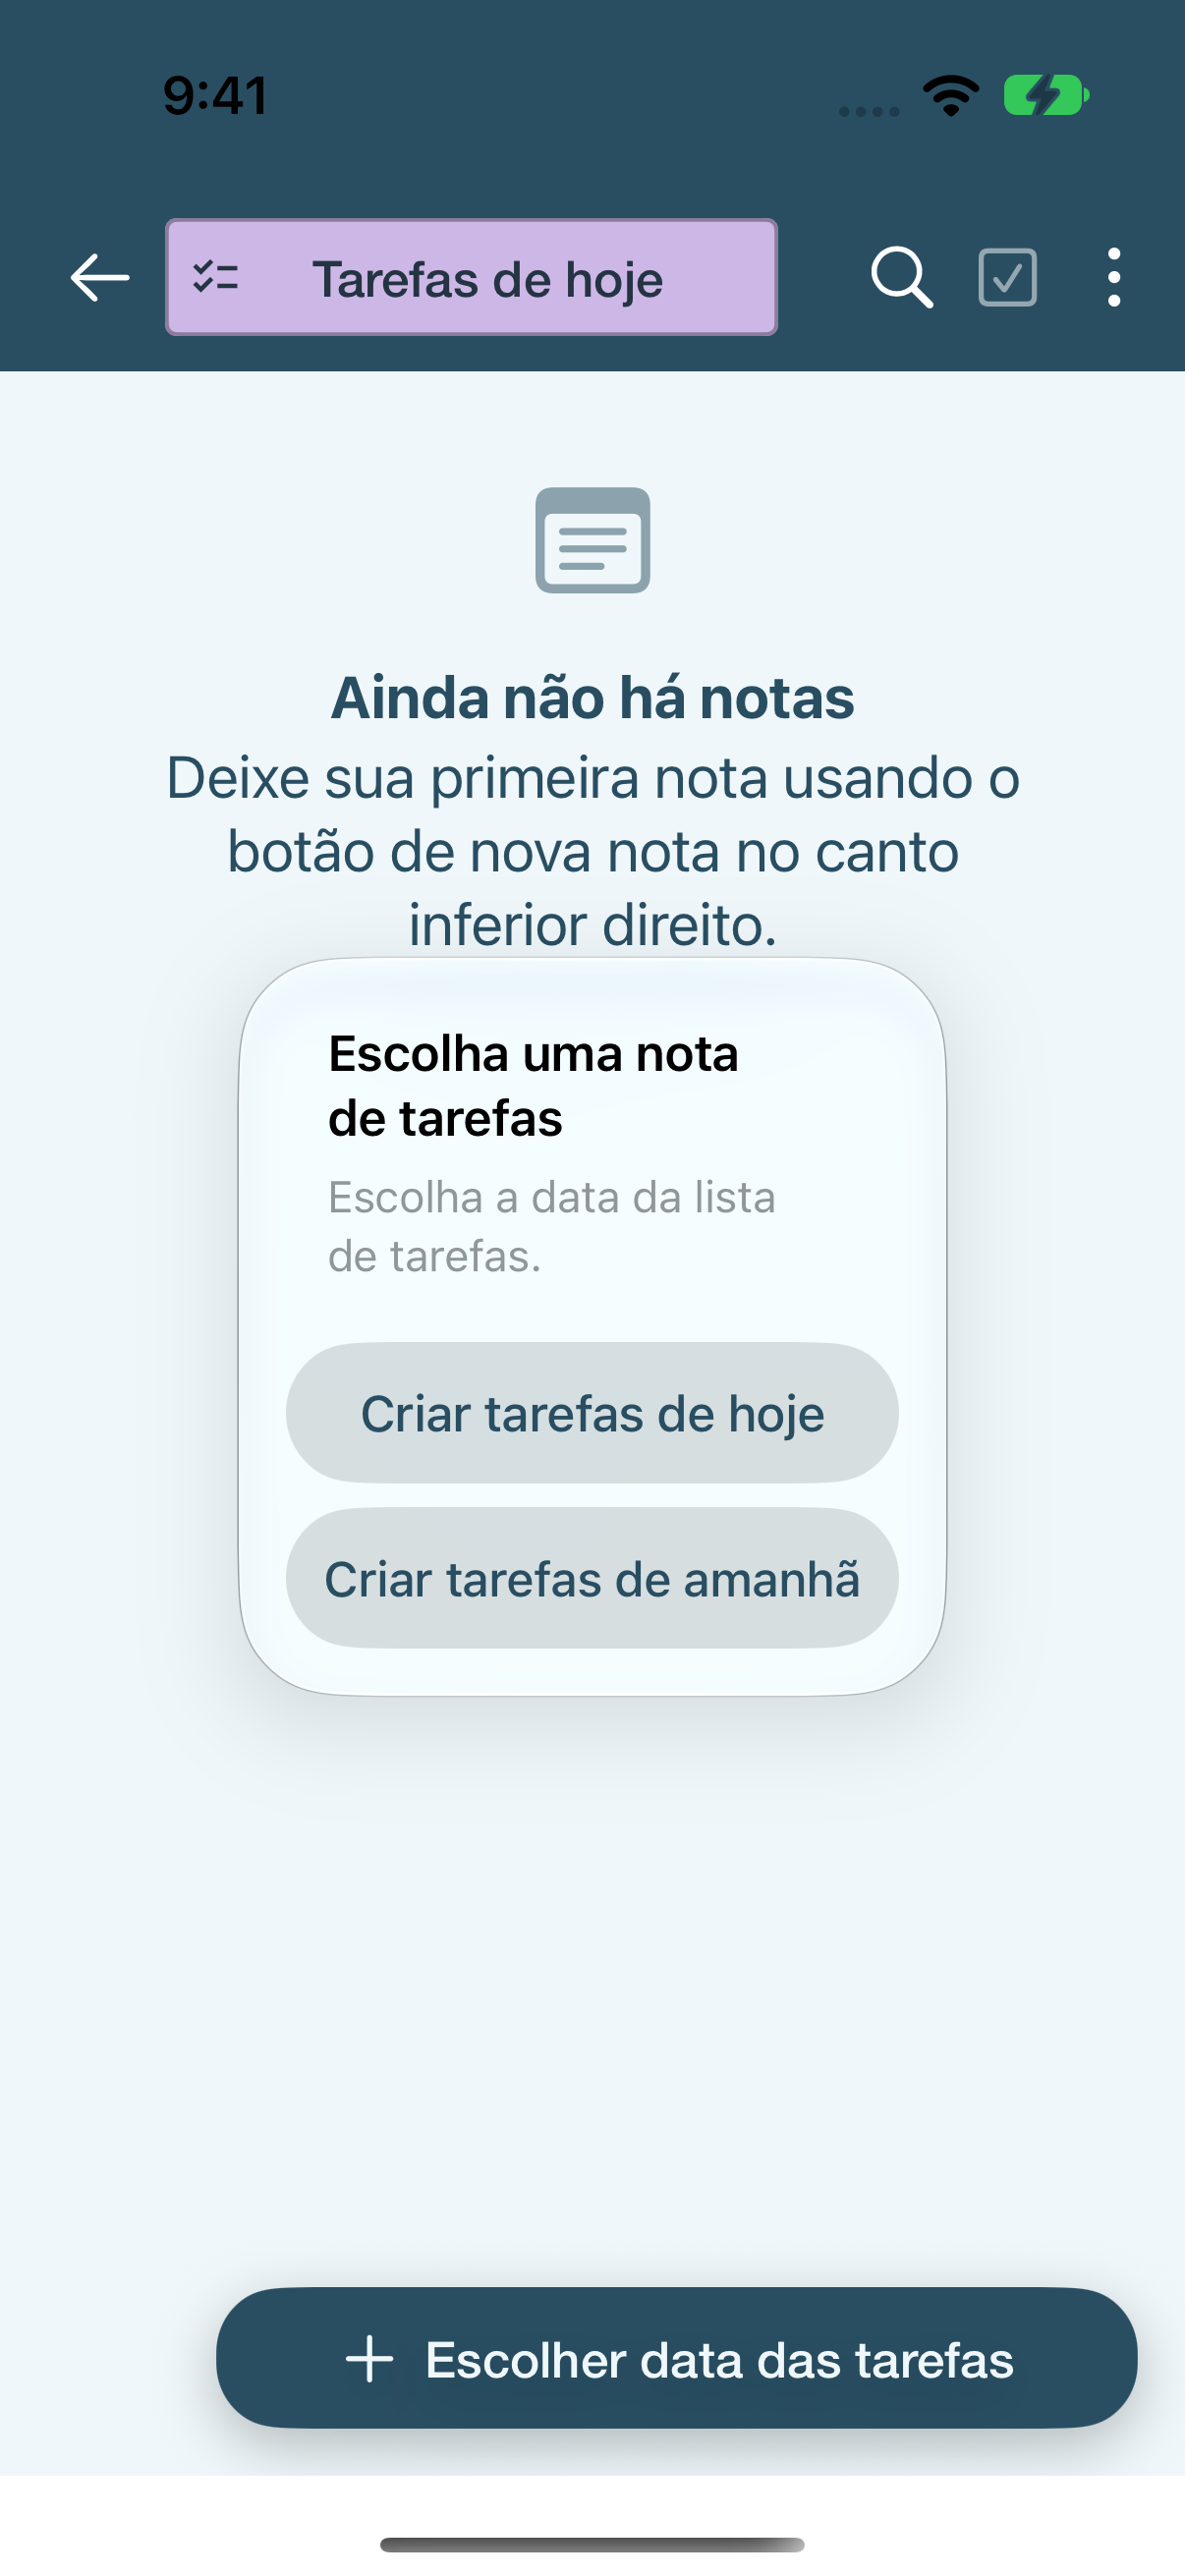 9:41
Tarefas de hoje
Ainda não há notas
Deixe sua primeira nota usando o
botão de nova nota no canto
inferior direito.
Escolha uma nota
de tarefas
Escolha a data da lista
de tarefas.
Criar tarefas de hoje
Criar tarefas de amanhã
Escolher data das tarefas